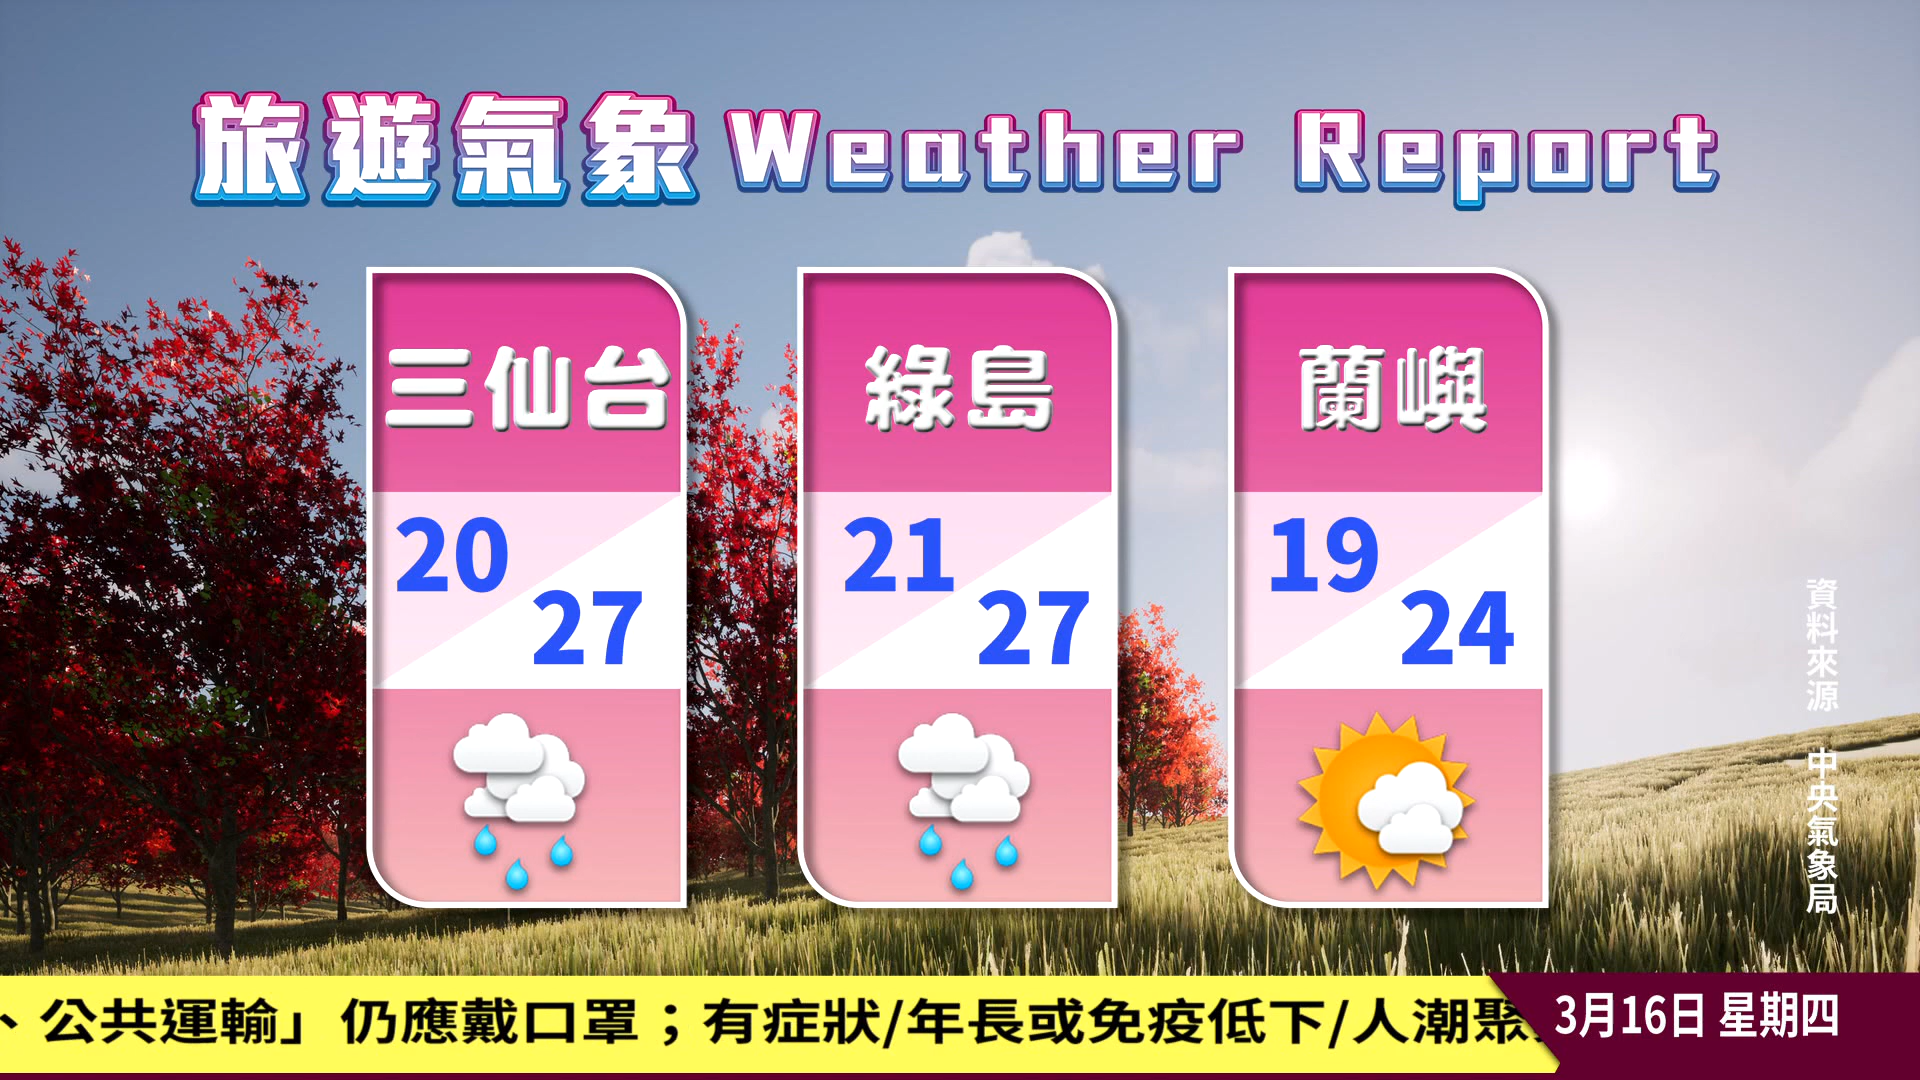 旅遊氣象 Weather Report
三仙台
20
27
綠島
21
27
蘭嶼
19
24
資料來源 中央氣象局
、公共運輸」仍應戴口罩；有症狀/年長或免疫低下/人潮聚
3月16日 星期四